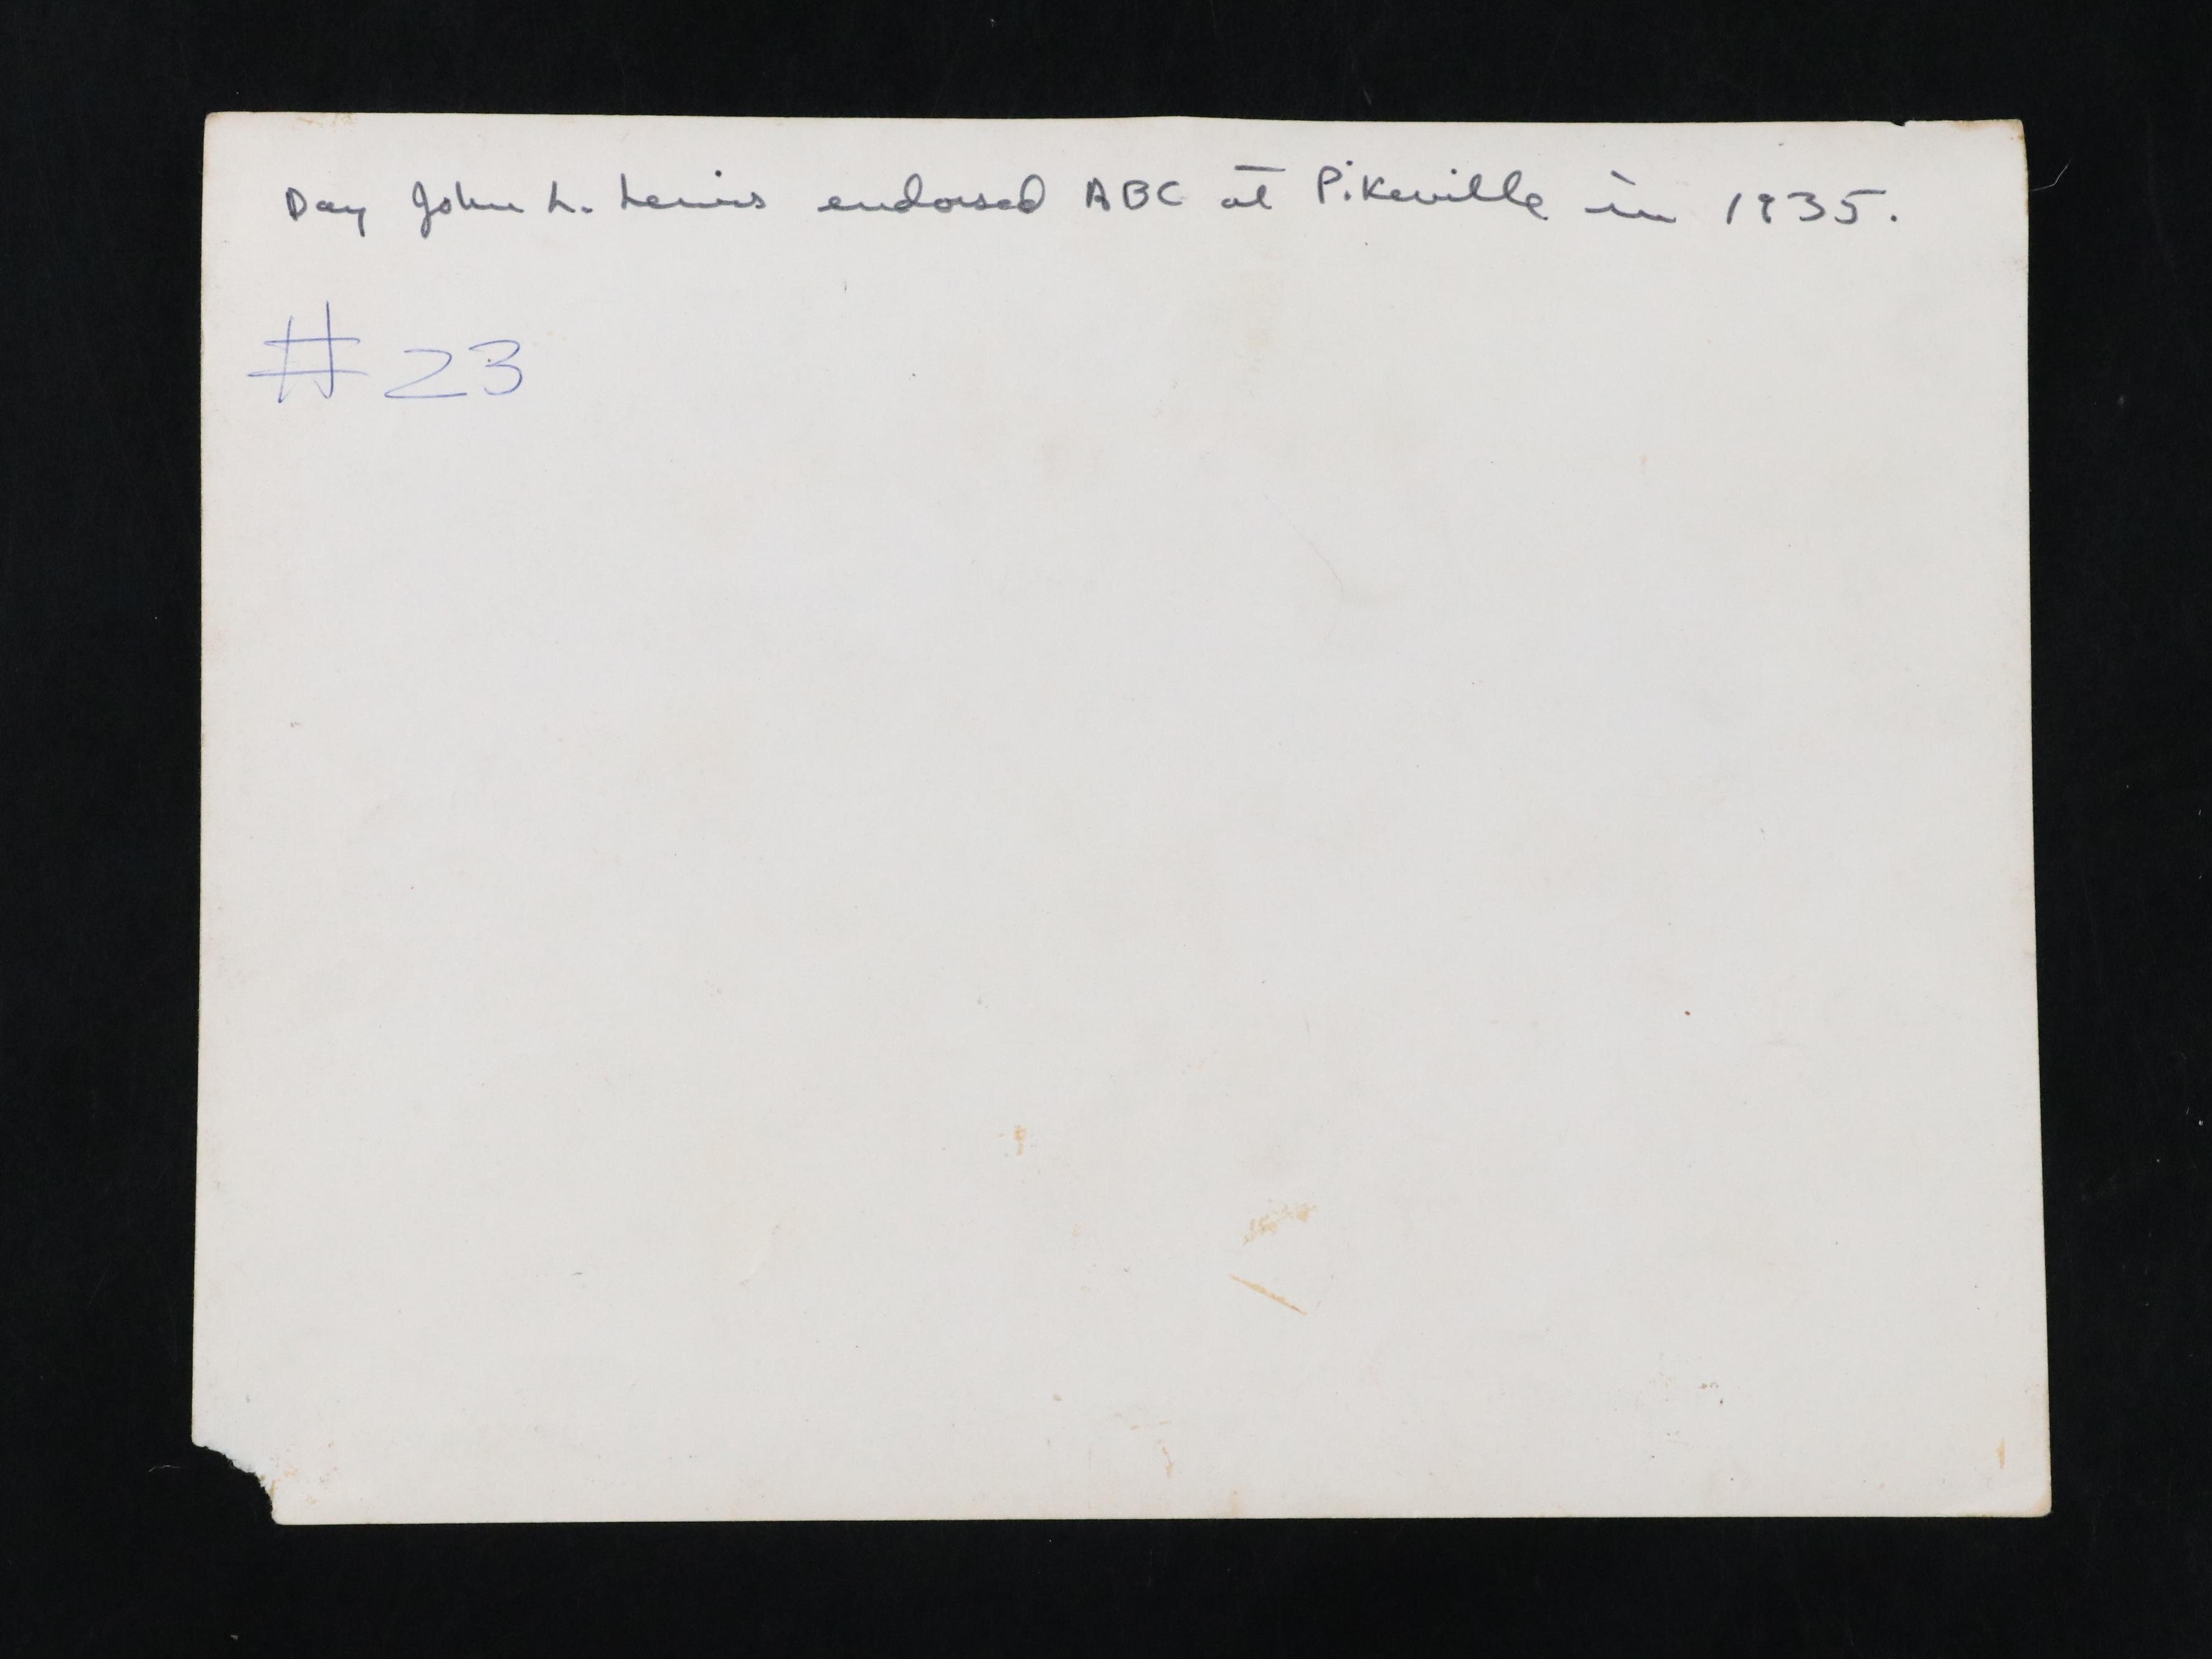 Day John L. Lewis endorsed ABC at Pikeville in 1935.
#23